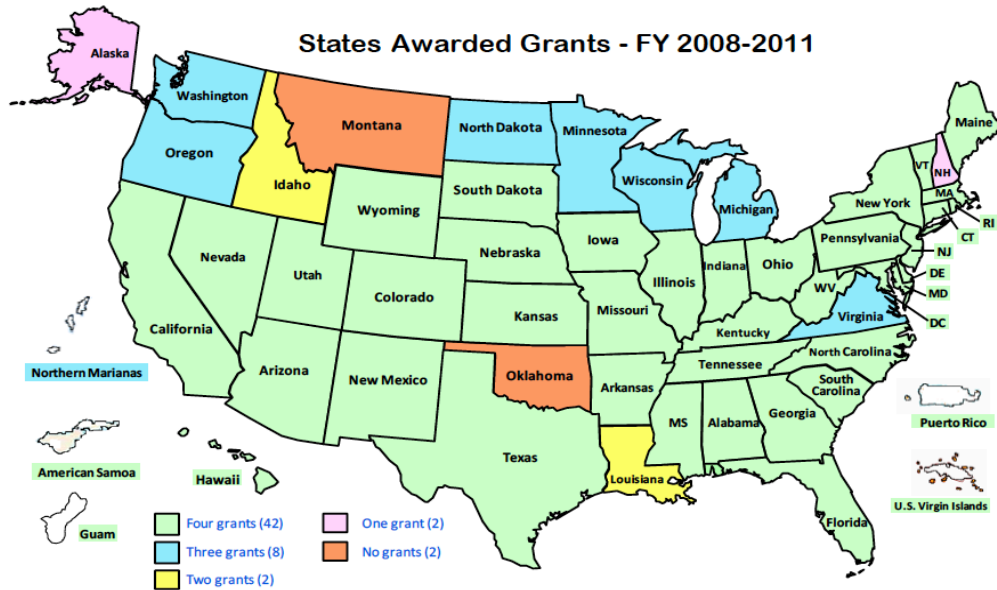 States Awarded Grants - FY 2008-2011
Alaska
Washington
Montana
North Dakota
Minnesota
Maine
VT
NH
Oregon
Idaho
Wisconsin
Michigan
South Dakota
MA
New York
RI
Wyoming
CT
Pennsylvania
Iowa
NJ
Nebraska
Nevada
Ohio
Indiana
DE
Utah
Illinois
WV
MD
Colorado
Kansas
Missouri
Virginia
DC
California
Kentucky
North Carolina
Northern Marianas
Tennessee
Arizona
Oklahoma
New Mexico
Arkansas
South
Carolina
Georgia
MS
Alabama
Puerto Rico
Texas
American Samoa
Hawaii
Louisiana
U.S. Virgin Islands
Florida
Guam
Four grants (42)
Three grants (8)
Two grants (2)
One grant (2)
No grants (2)